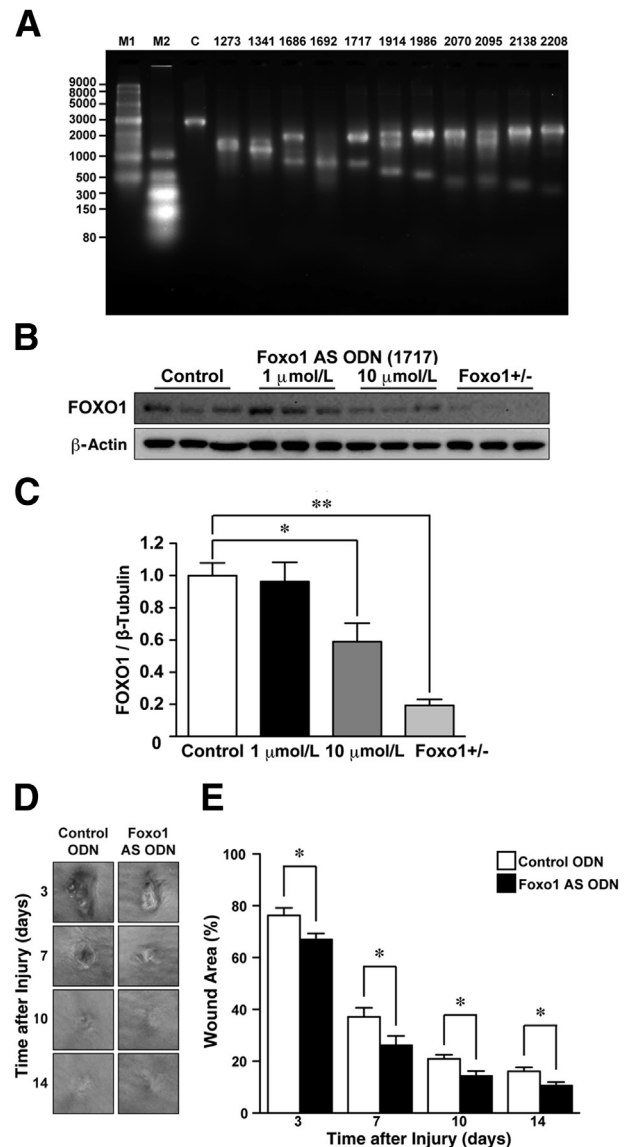 A
M1 M2 C 1273 1341 1686 1692 1717 1914 1986 2070 2095 2138 2208
9000
8000
5000
3000
2000
1000
500
300
150
80
B
Foxo1 AS ODN (1717)
Control 1 μmol/L 10 μmol/L Foxo1+/-
FOXO1
β-Actin
C
**
*
FOXO1 / β-Tubulin
1.2
1.0
0.8
0.6
0.4
0.2
0
Control 1 μmol/L 10 μmol/L Foxo1+/-
D
Control ODN
Foxo1 AS ODN
Time after Injury (days)
3
7
10
14
E
Control ODN
Foxo1 AS ODN
Wound Area (%)
100
80
60
40
20
0
* * * *
3 7 10 14
Time after Injury (days)